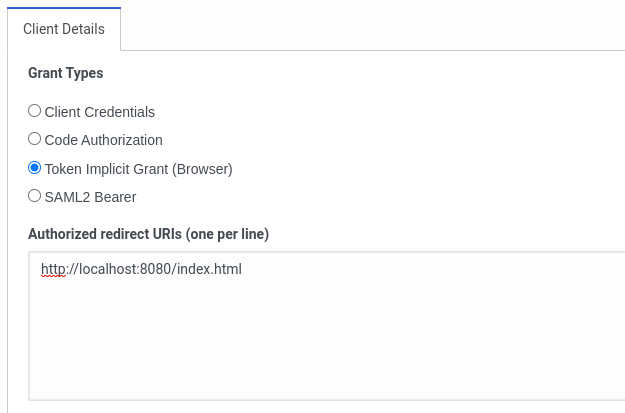 Client Details
Grant Types
Client Credentials
Code Authorization
Token Implicit Grant (Browser)
SAML2 Bearer
Authorized redirect URIs (one per line)
http://localhost:8080/index.html